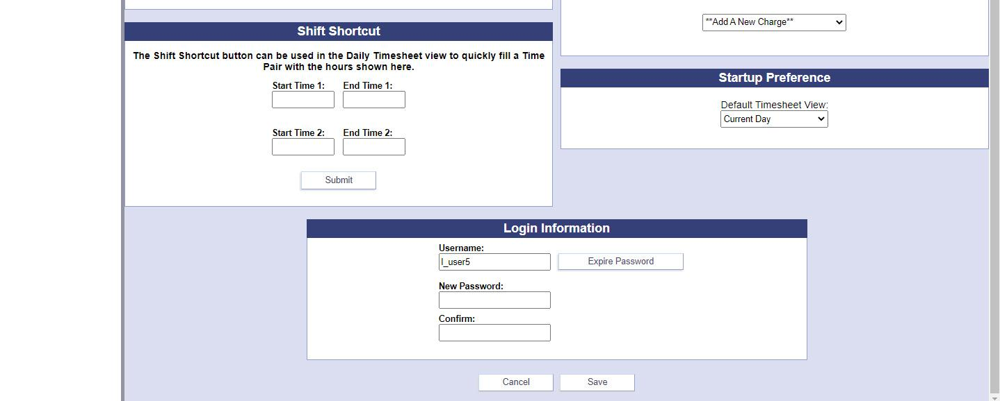 **Add A New Charge**
Shift Shortcut
The Shift Shortcut button can be used in the Daily Timesheet view to quickly fill a Time
Pair with the hours shown here.
Start Time 1: End Time 1:
Start Time 2: End Time 2:
Submit
Startup Preference
Default Timesheet View:
Current Day
Login Information
Username:
l_user5 Expire Password
New Password:
Confirm:
Cancel Save